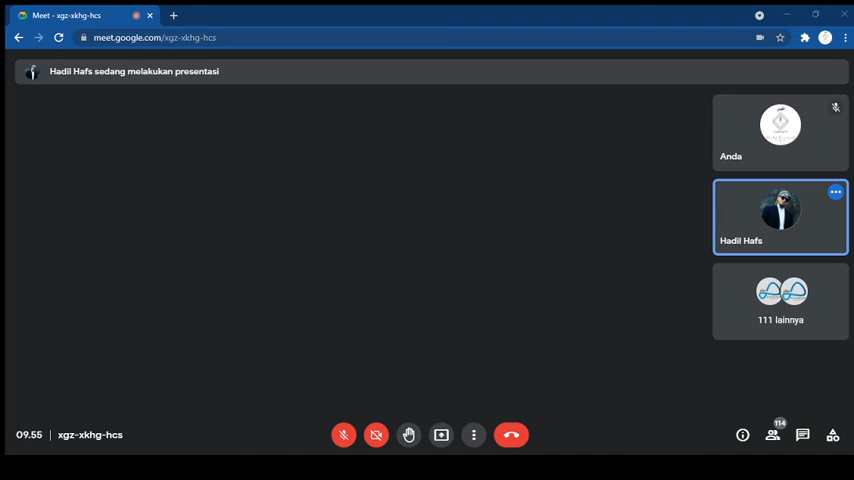 Meet - xgz-xkhg-hcs
meet.google.com/xgz-xkhg-hcs
Hadil Hafs sedang melakukan presentasi
Anda
Hadil Hafs
111 lainnya
09.55 | xgz-xkhg-hcs
114